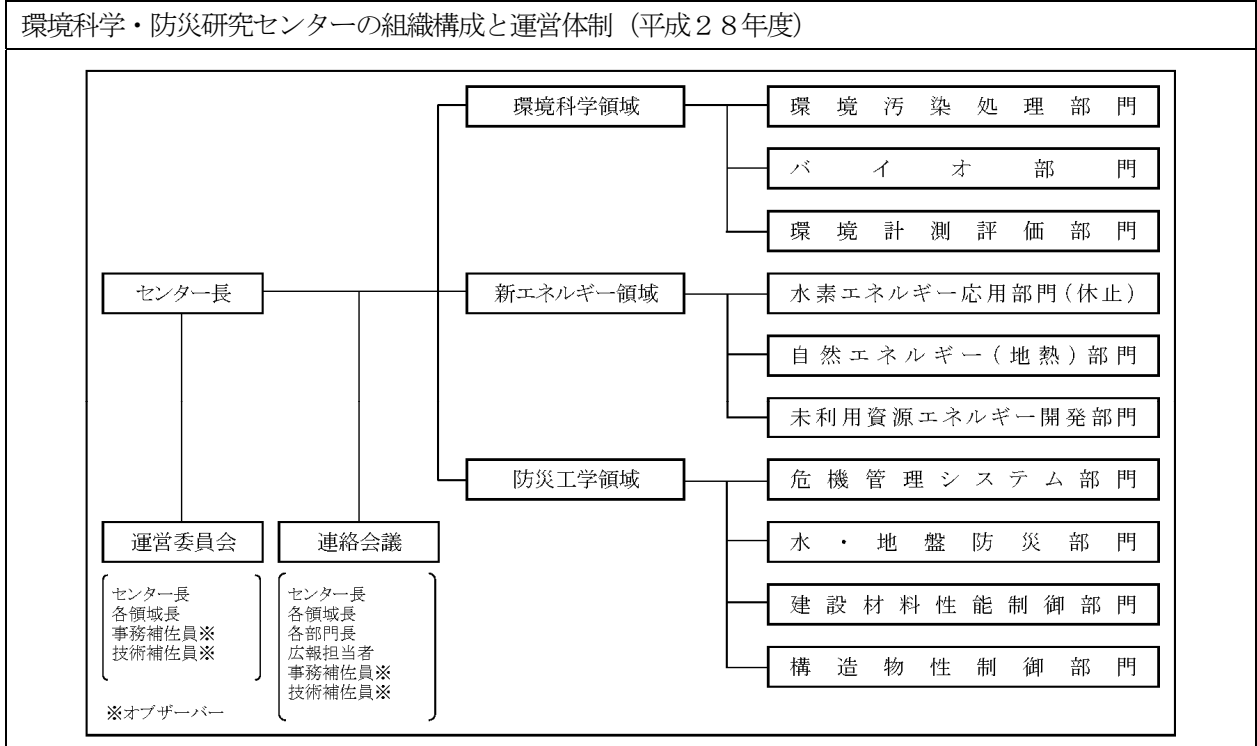 環境科学・防災研究センターの組織構成と運営体制（平成２８年度）
環境科学領域
環境汚染処理部門
バイオ部門
環境計測評価部門
センター長
新エネルギー領域
水素エネルギー応用部門(休止)
自然エネルギー(地熱)部門
未利用資源エネルギー開発部門
防災工学領域
危機管理システム部門
水・地盤防災部門
建設材料性能制御部門
構造物性制御部門
運営委員会
センター長
各領域長
事務補佐員※
技術補佐員※
※オブザーバー
連絡会議
センター長
各領域長
各部門長
広報担当者
事務補佐員※
技術補佐員※